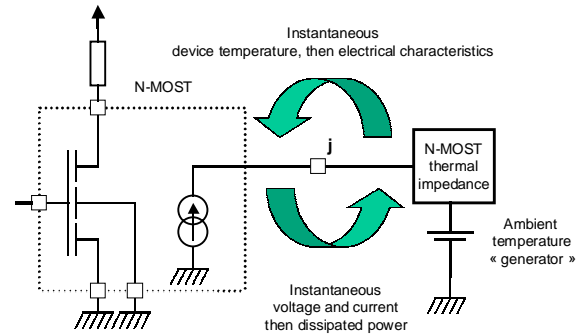 Instantaneous
device temperature, then electrical characteristics
N-MOST
j
N-MOST
thermal
impedance
Ambient
temperature
« generator »
Instantaneous
voltage and current
then dissipated power